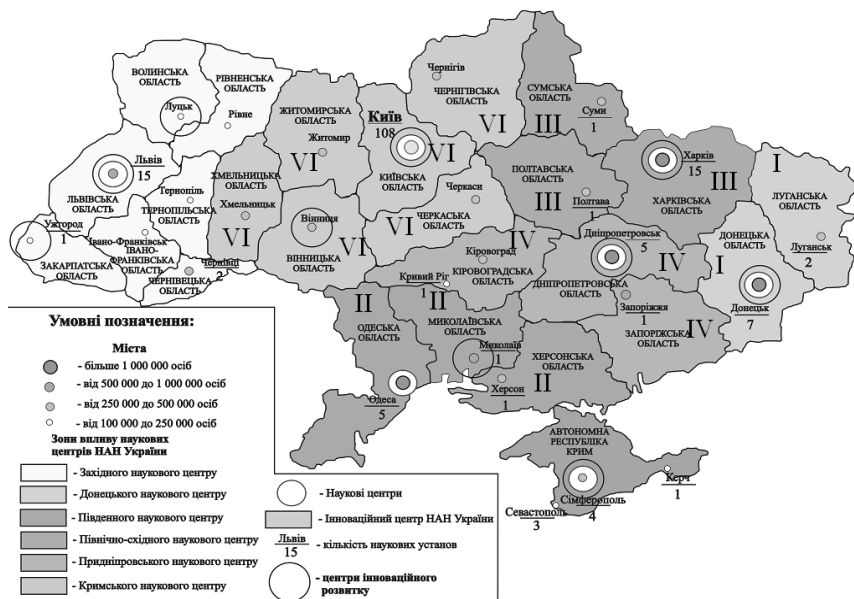 ВОЛИНСЬКА
ОБЛАСТЬ
РІВНЕНСЬКА
ОБЛАСТЬ
Луцьк
Рівне
ЖИТОМИРСЬКА
ОБЛАСТЬ
Житомир
VI
Київ
108
КИЇВСЬКА
ОБЛАСТЬ
VI
Чернігів
ЧЕРНІГІВСЬКА
ОБЛАСТЬ
VI
СУМСЬКА
ОБЛАСТЬ
Суми
1
III
Львів
15
ЛЬВІВСЬКА
ОБЛАСТЬ
Тернопіль
ТЕРНОПІЛЬСЬКА
ОБЛАСТЬ
ХМЕЛЬНИЦЬКА
ОБЛАСТЬ
Хмельницьк
VI
Вінниця
ВІННИЦЬКА
ОБЛАСТЬ
VI
Черкаси
ЧЕРКАСЬКА
ОБЛАСТЬ
VI
ПОЛТАВСЬКА
ОБЛАСТЬ
III
Полтава
1
Харків
15
ХАРКІВСЬКА
ОБЛАСТЬ
III
I
ЛУГАНСЬКА
ОБЛАСТЬ
Луганськ
2
Ужгород
1
ЗАКАРПАТСЬКА
ОБЛАСТЬ
Івано-Франківськ
ІВАНО-
ФРАНКІВСЬКА
ОБЛАСТЬ
Чернівці
2
ЧЕРНІВЕЦЬКА
ОБЛАСТЬ
Кіровоград
КІРОВОГРАДСЬКА
ОБЛАСТЬ
IV
Кривий Ріг
1
Дніпропетровськ
5
ДНІПРОПЕТРОВСЬКА
ОБЛАСТЬ
IV
ДОНЕЦЬКА
ОБЛАСТЬ
I
Донецьк
7
Запоріжжя
1
ЗАПОРІЗЬКА
ОБЛАСТЬ
IV
II
ОДЕСЬКА
ОБЛАСТЬ
Одеса
5
II
МИКОЛАЇВСЬКА
ОБЛАСТЬ
Миколаїв
1
ХЕРСОНСЬКА
ОБЛАСТЬ
II
Херсон
1
АВТОНОМНА
РЕСПУБЛІКА
КРИМ
Сімферополь
4
Севастополь
3
Керч
1
Умовні позначення:
Міста
- більше 1 000 000 осіб
- від 500 000 до 1 000 000 осіб
- від 250 000 до 500 000 осіб
- від 100 000 до 250 000 осіб
Зони впливу наукових
центрів НАН України
- Західного наукового центру
- Донецького наукового центру
- Південного наукового центру
- Північно-східного наукового центру
- Придніпровського наукового центру
- Кримського наукового центру
- Наукові центри
- Інноваційний центр НАН України
Львів
15
- кількість наукових установ
- центри інноваційного
розвитку